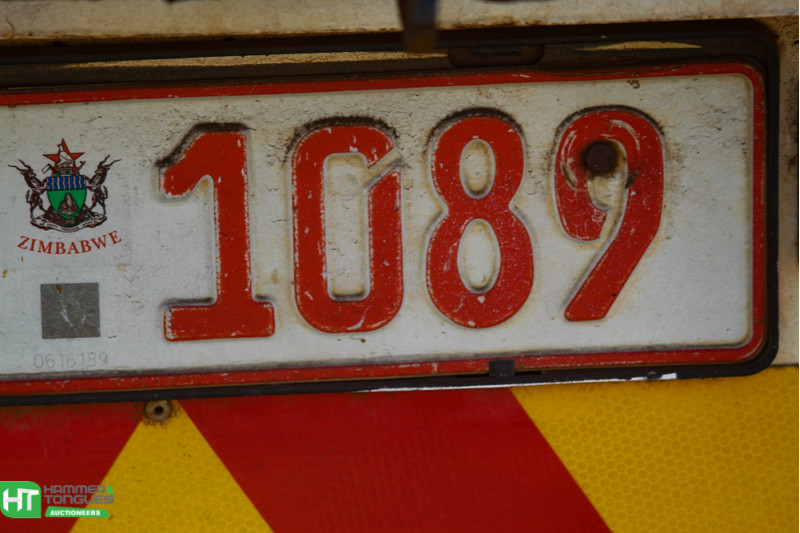 1089
ZIMBABWE
0616189
HT
HAMMER &
TONGUES
AUCTIONEERS